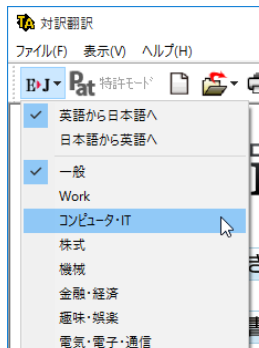 対訳翻訳
ファイル(F) 表示(V) ヘルプ(H)
E▸J Pat 特許モード
英語から日本語へ
日本語から英語へ
一般
Work
コンピュータ・IT
株式
機械
金融・経済
趣味・娯楽
電気・電子・通信